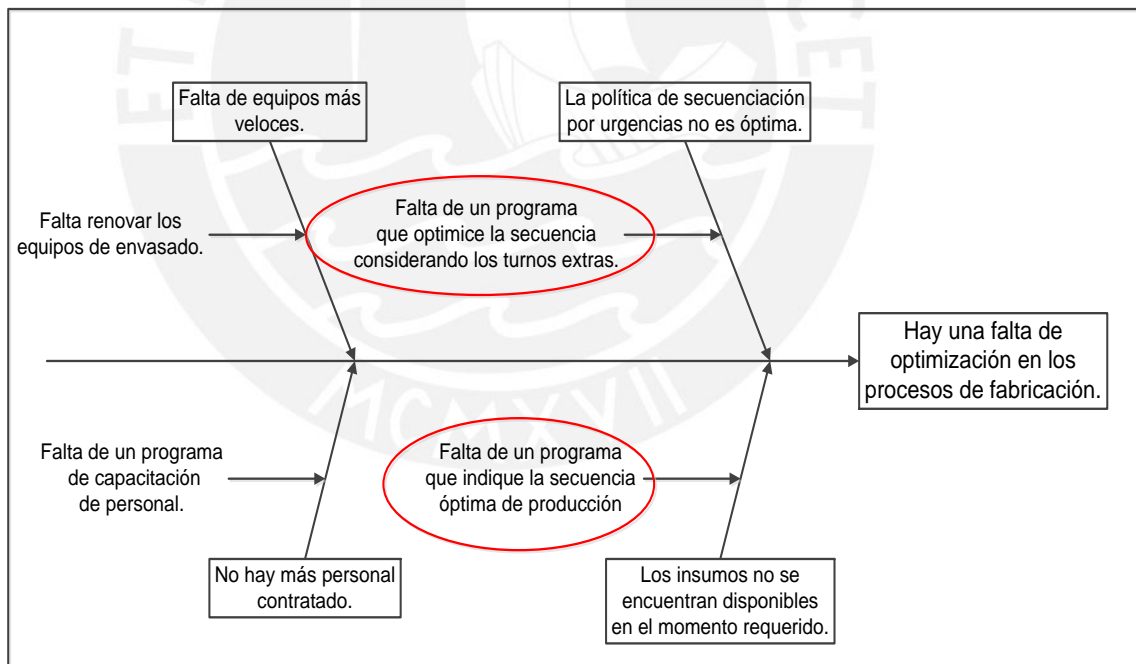 Falta de equipos más
veloces.
La política de secuenciación
por urgencias no es óptima.
Falta renovar los
equipos de envasado.
Falta de un programa
que optimice la secuencia
considerando los turnos extras.
Hay una falta de
optimización en los
procesos de fabricación.
Falta de un programa
de capacitación
de personal.
Falta de un programa
que indique la secuencia
óptima de producción
No hay más personal
contratado.
Los insumos no se
encuentran disponibles
en el momento requerido.
ET
CET
MCMXVII